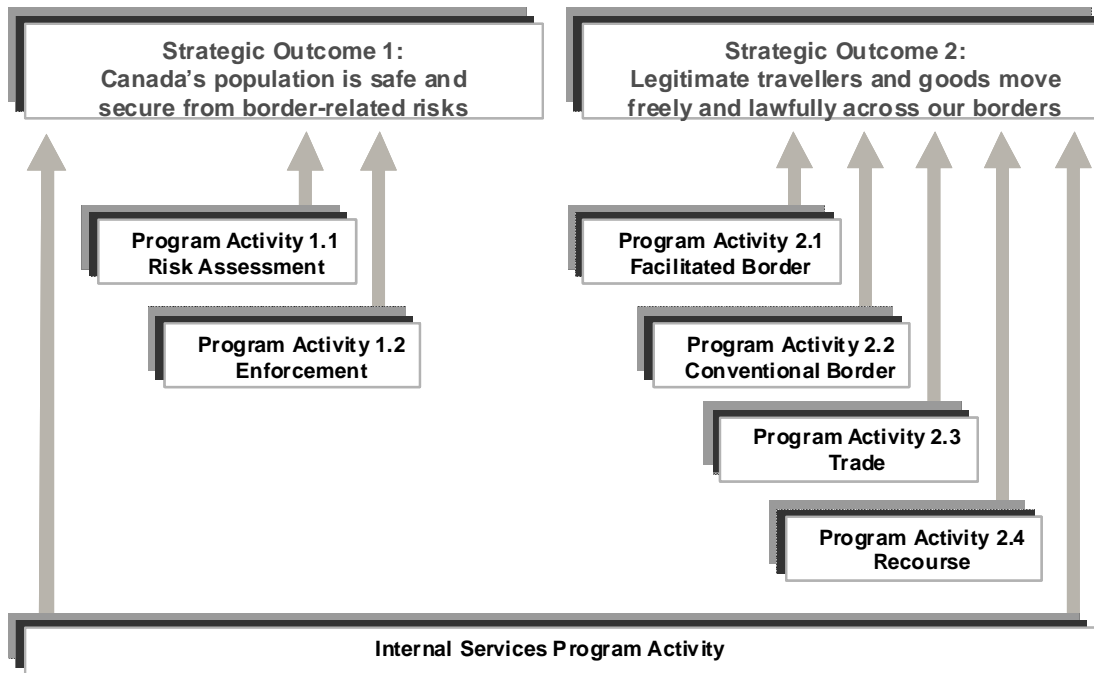 Strategic Outcome 1:
Canada's population is safe and
secure from border-related risks
Strategic Outcome 2:
Legitimate travellers and goods move
freely and lawfully across our borders
Program Activity 1.1
Risk Assessment
Program Activity 1.2
Enforcement
Program Activity 2.1
Facilitated Border
Program Activity 2.2
Conventional Border
Program Activity 2.3
Trade
Program Activity 2.4
Recourse
Internal Services Program Activity